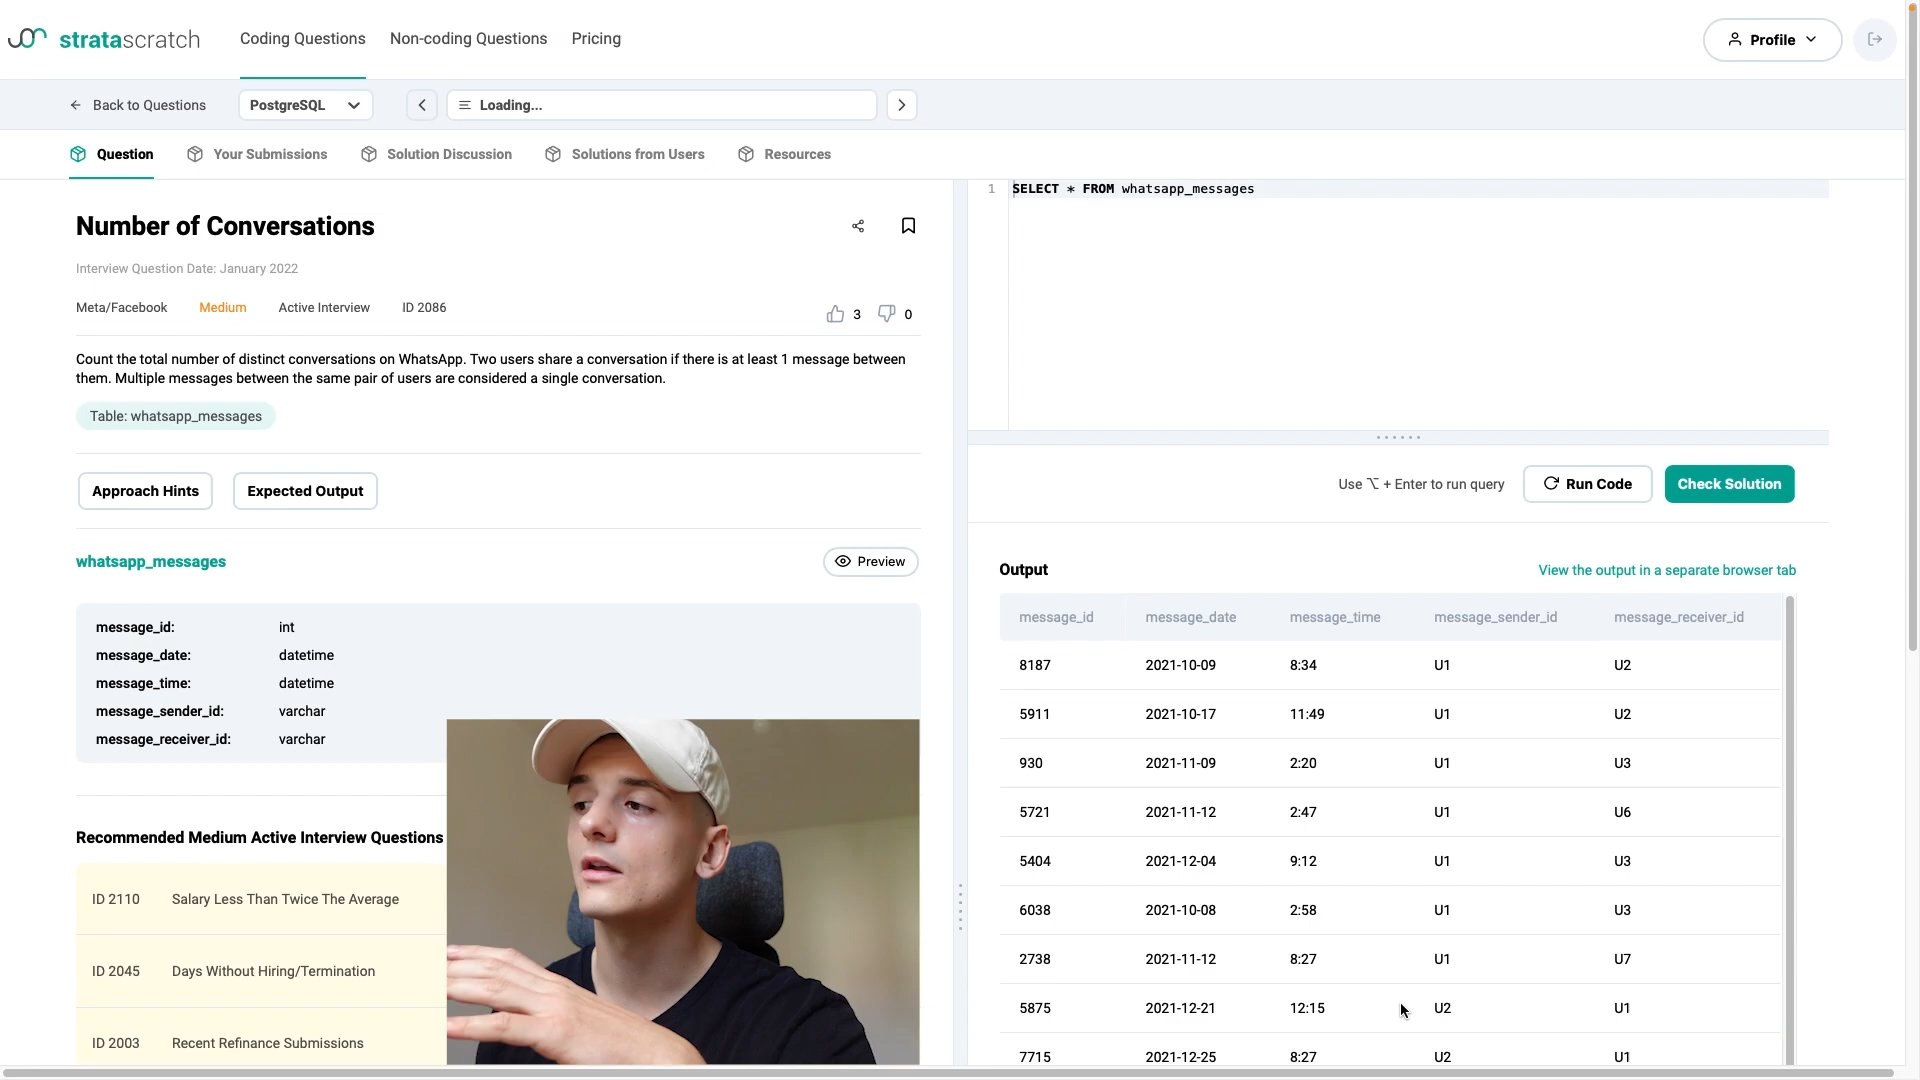 stratascratch
Coding Questions
Non-coding Questions
Pricing
Profile
Back to Questions
PostgreSQL
Loading...
Question
Your Submissions
Solution Discussion
Solutions from Users
Resources
Number of Conversations
Interview Question Date: January 2022
Meta/Facebook Medium Active Interview ID 2086
3 0
Count the total number of distinct conversations on WhatsApp. Two users share a conversation if there is at least 1 message between
them. Multiple messages between the same pair of users are considered a single conversation.
Table: whatsapp_messages
Approach Hints
Expected Output
whatsapp_messages
Preview
message_id: int
message_date: datetime
message_time: datetime
message_sender_id: varchar
message_receiver_id: varchar
Recommended Medium Active Interview Questions
ID 2110 Salary Less Than Twice The Average
ID 2045 Days Without Hiring/Termination
ID 2003 Recent Refinance Submissions
1 SELECT * FROM whatsapp_messages
Use ⌥ + Enter to run query
Run Code
Check Solution
Output
View the output in a separate browser tab
message_id message_date message_time message_sender_id message_receiver_id
8187 2021-10-09 8:34 U1 U2
5911 2021-10-17 11:49 U1 U2
930 2021-11-09 2:20 U1 U3
5721 2021-11-12 2:47 U1 U6
5404 2021-12-04 9:12 U1 U3
6038 2021-10-08 2:58 U1 U3
2738 2021-11-12 8:27 U1 U7
5875 2021-12-21 12:15 U2 U1
7715 2021-12-25 8:27 U2 U1